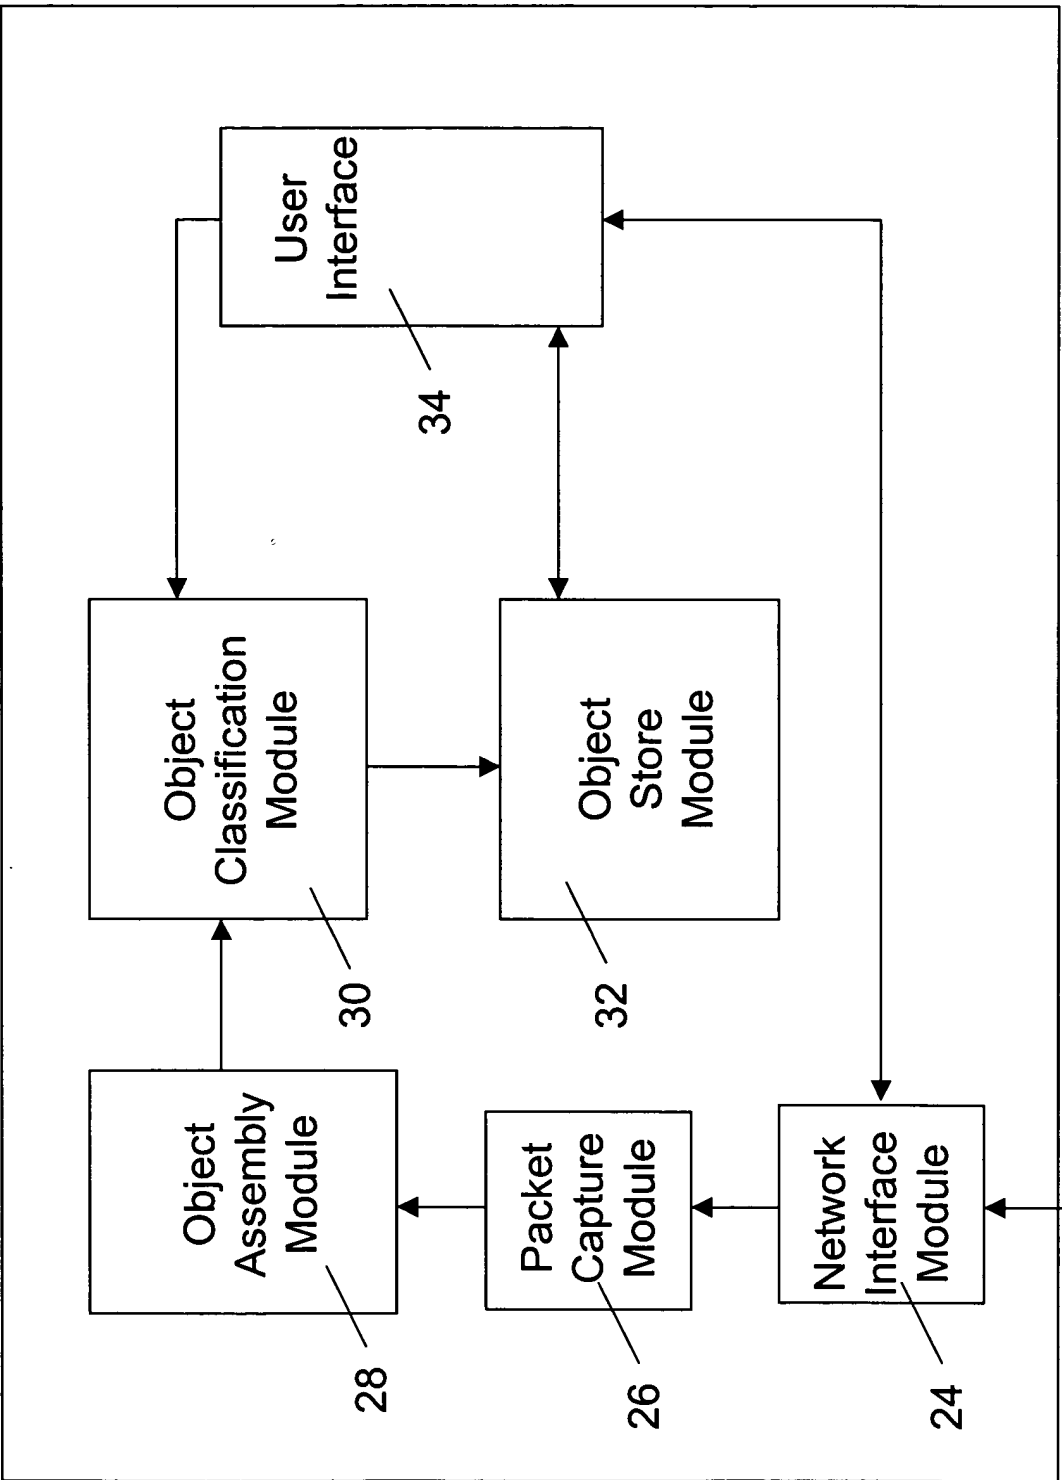 Object
Assembly
Module
28
Packet
Capture
Module
26
Network
Interface
Module
24
Object
Classification
Module
30
Object
Store
Module
32
User
Interface
34